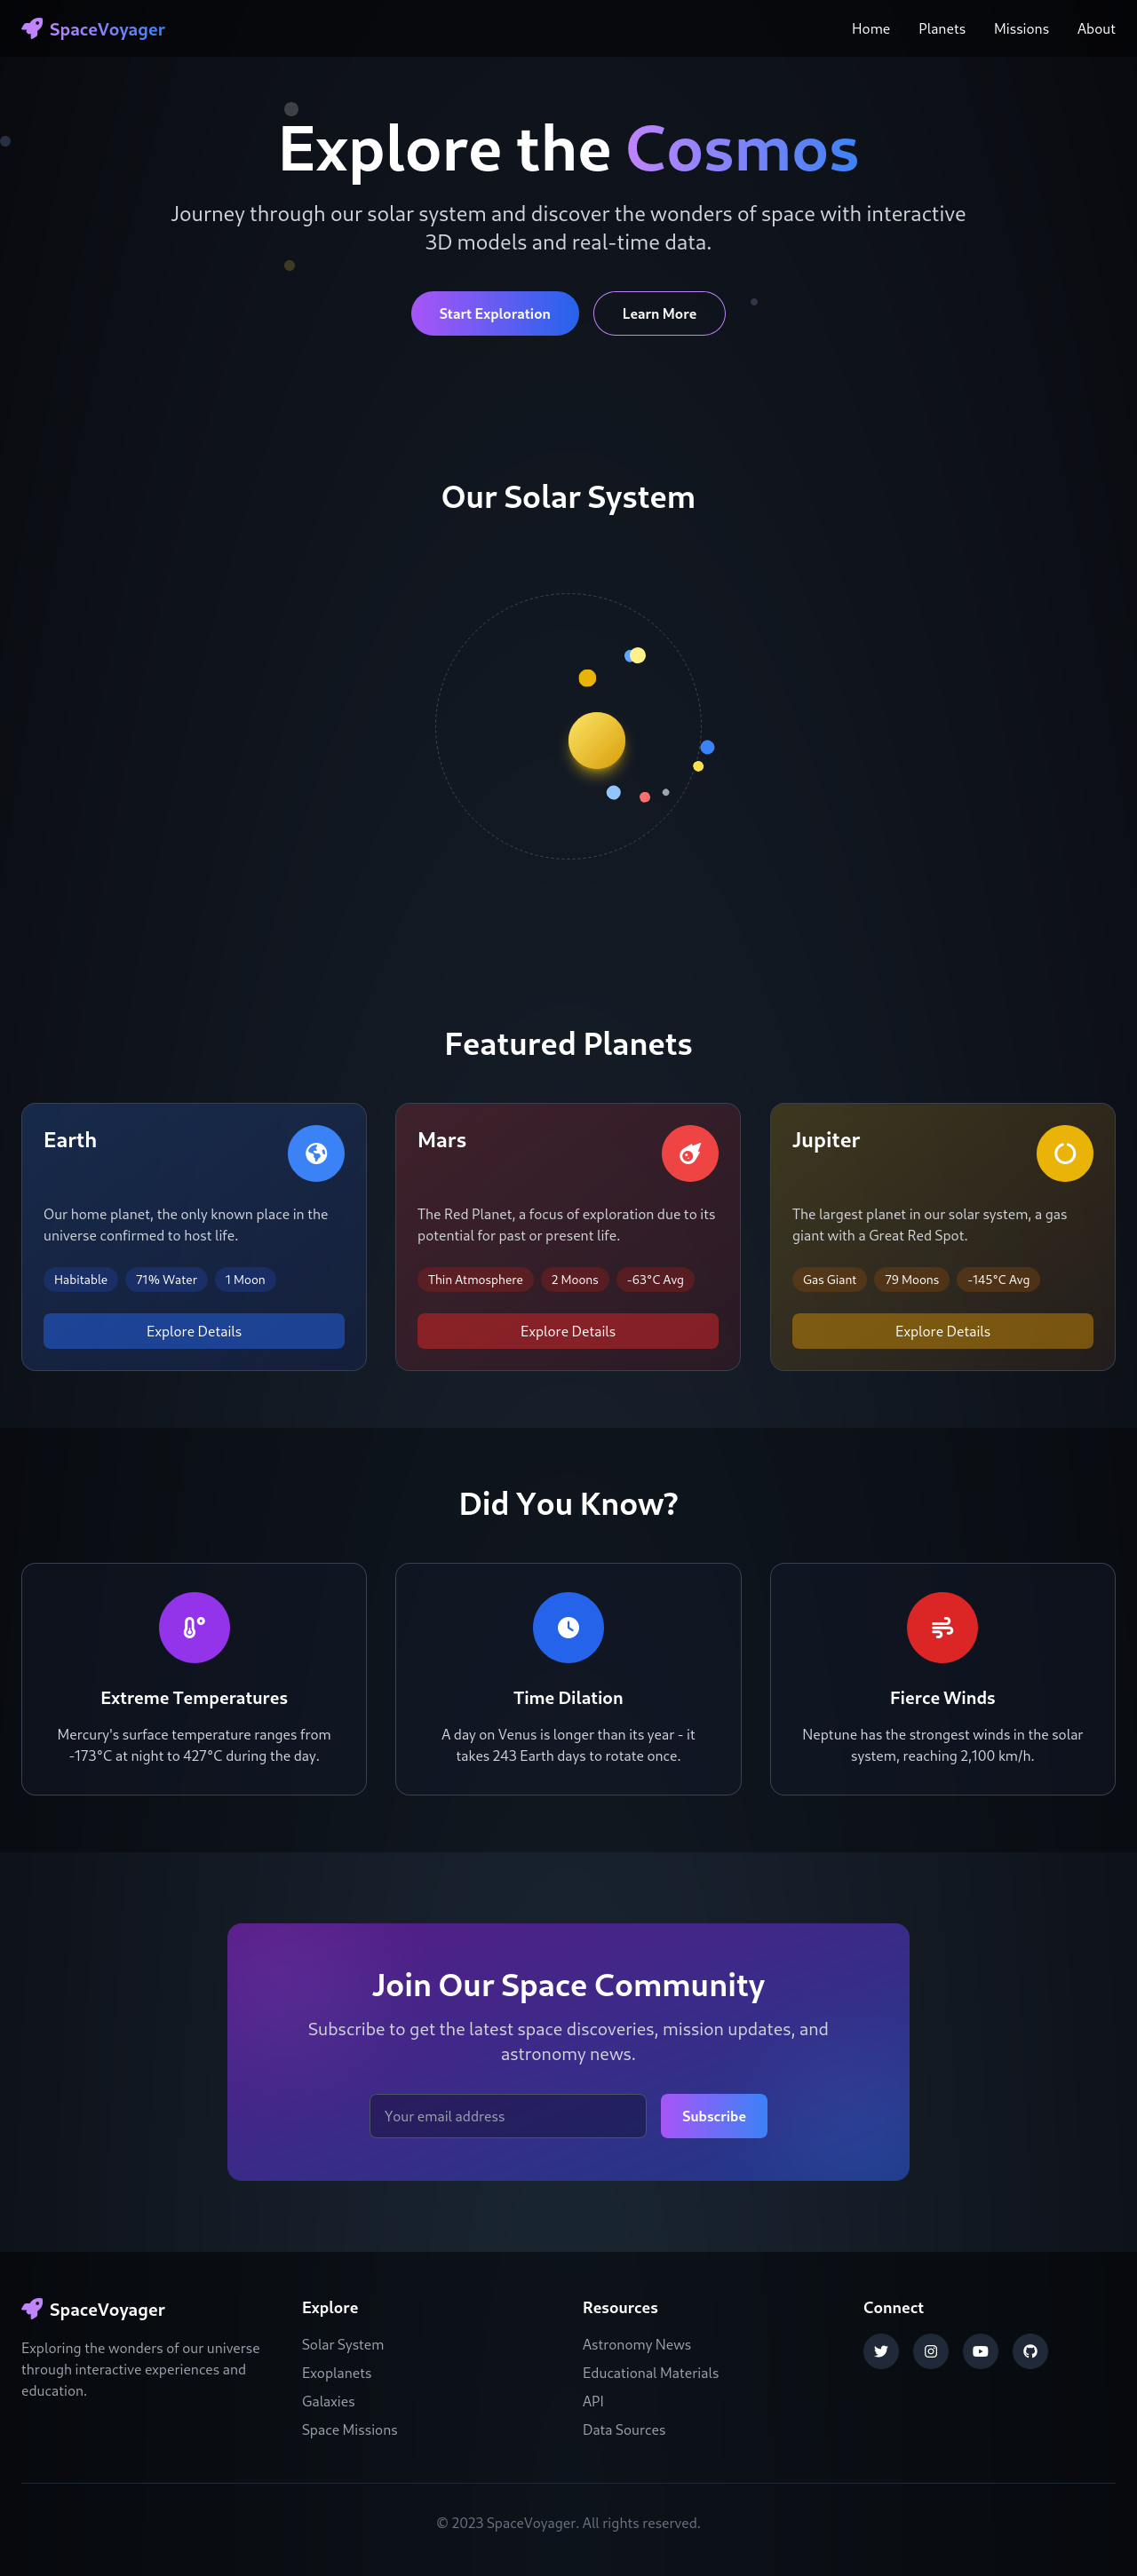 SpaceVoyager
Home
Planets
Missions
About
Explore the Cosmos
Journey through our solar system and discover the wonders of space with interactive
3D models and real-time data.
Start Exploration
Learn More
Our Solar System
Featured Planets
Earth
Our home planet, the only known place in the
universe confirmed to host life.
Habitable
71% Water
1 Moon
Explore Details
Mars
The Red Planet, a focus of exploration due to its
potential for past or present life.
Thin Atmosphere
2 Moons
-63°C Avg
Explore Details
Jupiter
The largest planet in our solar system, a gas
giant with a Great Red Spot.
Gas Giant
79 Moons
-145°C Avg
Explore Details
Did You Know?
Extreme Temperatures
Mercury's surface temperature ranges from
-173°C at night to 427°C during the day.
Time Dilation
A day on Venus is longer than its year - it
takes 243 Earth days to rotate once.
Fierce Winds
Neptune has the strongest winds in the solar
system, reaching 2,100 km/h.
Join Our Space Community
Subscribe to get the latest space discoveries, mission updates, and
astronomy news.
Your email address
Subscribe
SpaceVoyager
Exploring the wonders of our universe
through interactive experiences and
education.
Explore
Solar System
Exoplanets
Galaxies
Space Missions
Resources
Astronomy News
Educational Materials
API
Data Sources
Connect
© 2023 SpaceVoyager. All rights reserved.